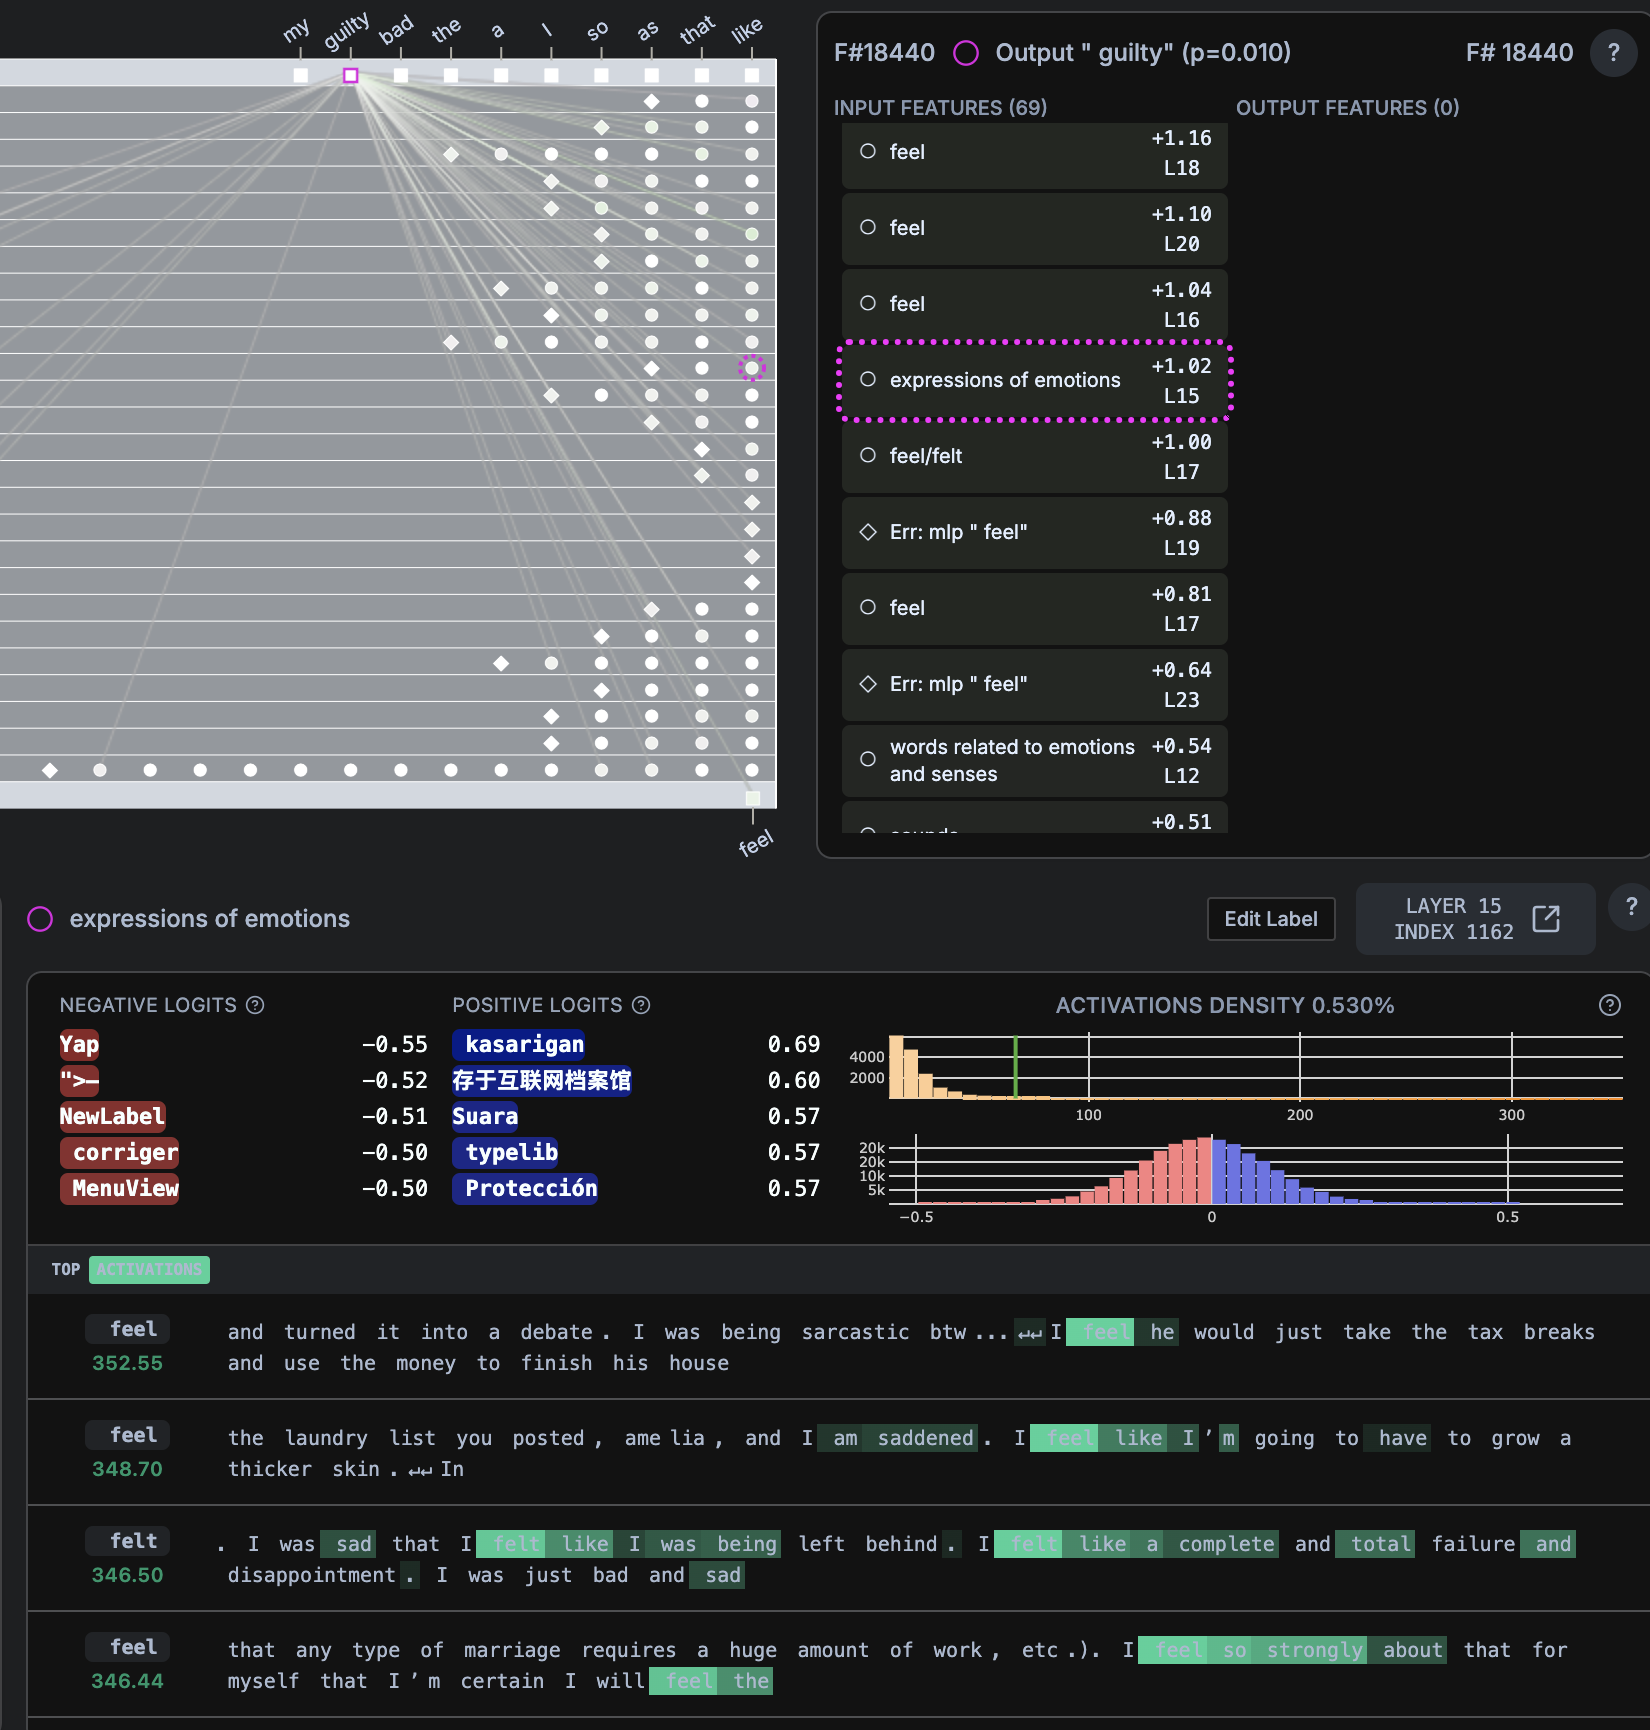 my guilty bad the a I so as that like
feel
F#18440 Output " guilty" (p=0.010) F# 18440 ?
INPUT FEATURES (69) OUTPUT FEATURES (0)
feel +1.16 L18
feel +1.10 L20
feel +1.04 L16
expressions of emotions +1.02 L15
feel/felt +1.00 L17
Err: mlp " feel" +0.88 L19
feel +0.81 L17
Err: mlp " feel" +0.64 L23
words related to emotions and senses +0.54 L12
+0.51
expressions of emotions Edit Label LAYER 15 INDEX 1162 ?
NEGATIVE LOGITS ?
Yap −0.55
">— −0.52
NewLabel −0.51
corriger −0.50
MenuView −0.50
POSITIVE LOGITS ?
kasarigan 0.69
存于互联网档案馆 0.60
Suara 0.57
typelib 0.57
Protección 0.57
ACTIVATIONS DENSITY 0.530% ?
4000
2000
100 200 300
20k
20k
10k
5k
−0.5 0 0.5
TOP ACTIVATIONS
feel
352.55
and turned it into a debate . I was being sarcastic btw ... ↵↵ I feel he would just take the tax breaks
and use the money to finish his house
feel
348.70
the laundry list you posted , ame lia , and I am saddened . I feel like I ’ m going to have to grow a
thicker skin . ↵↵ In
felt
346.50
. I was sad that I felt like I was being left behind . I felt like a complete and total failure and
disappointment . I was just bad and sad
feel
346.44
that any type of marriage requires a huge amount of work , etc .). I feel so strongly about that for
myself that I ’ m certain I will feel the